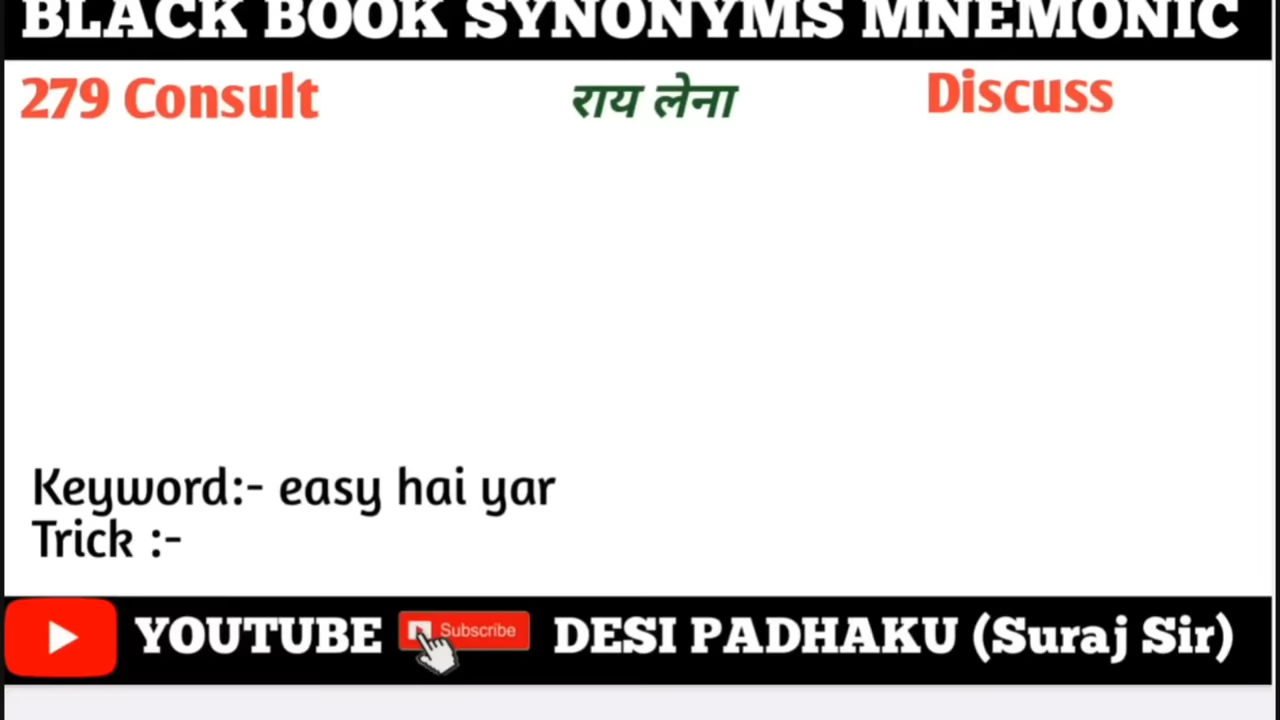 BLACK BOOK SYNONYMS MNEMONIC
279 Consult राय लेना Discuss
Keyword:- easy hai yar
Trick :-
YOUTUBE Subscribe DESI PADHAKU (Suraj Sir)